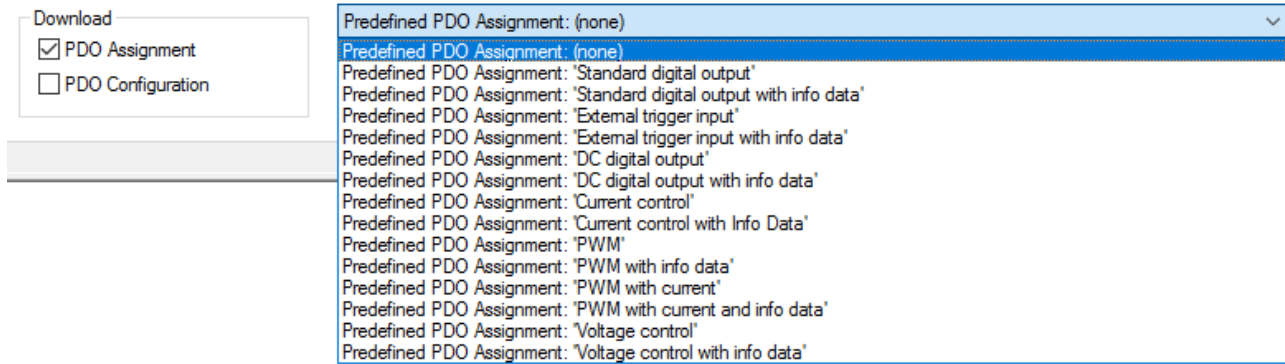 Download
PDO Assignment
PDO Configuration
Predefined PDO Assignment: (none)
Predefined PDO Assignment: (none)
Predefined PDO Assignment: 'Standard digital output'
Predefined PDO Assignment: 'Standard digital output with info data'
Predefined PDO Assignment: 'External trigger input'
Predefined PDO Assignment: 'External trigger input with info data'
Predefined PDO Assignment: 'DC digital output'
Predefined PDO Assignment: 'DC digital output with info data'
Predefined PDO Assignment: 'Current control'
Predefined PDO Assignment: 'Current control with Info Data'
Predefined PDO Assignment: 'PWM'
Predefined PDO Assignment: 'PWM with info data'
Predefined PDO Assignment: 'PWM with current'
Predefined PDO Assignment: 'PWM with current and info data'
Predefined PDO Assignment: 'Voltage control'
Predefined PDO Assignment: 'Voltage control with info data'